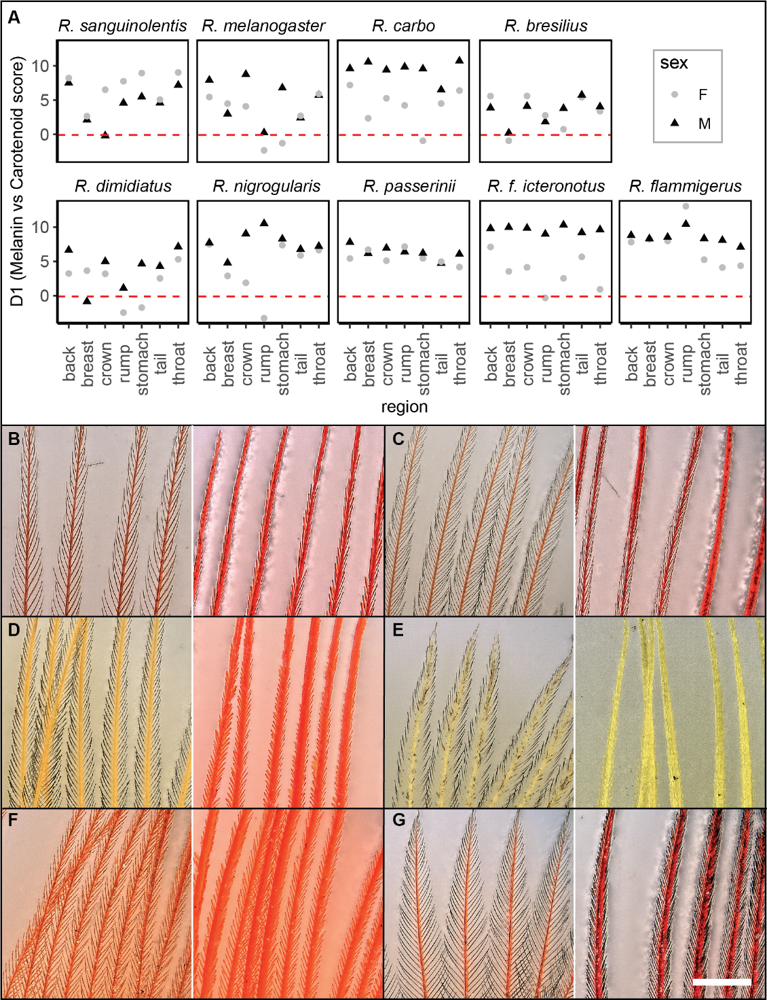 A
R. sanguinolentis
R. melanogaster
R. carbo
R. bresilius
10
5
0
sex
F
M
D1 (Melanin vs Carotenoid score)
R. dimidiatus
R. nigrogularis
R. passerinii
R. f. icteronotus
R. flammigerus
10
5
0
back breast crown rump stomach tail throat
back breast crown rump stomach tail throat
back breast crown rump stomach tail throat
back breast crown rump stomach tail throat
back breast crown rump stomach tail throat
region
B
C
D
E
F
G